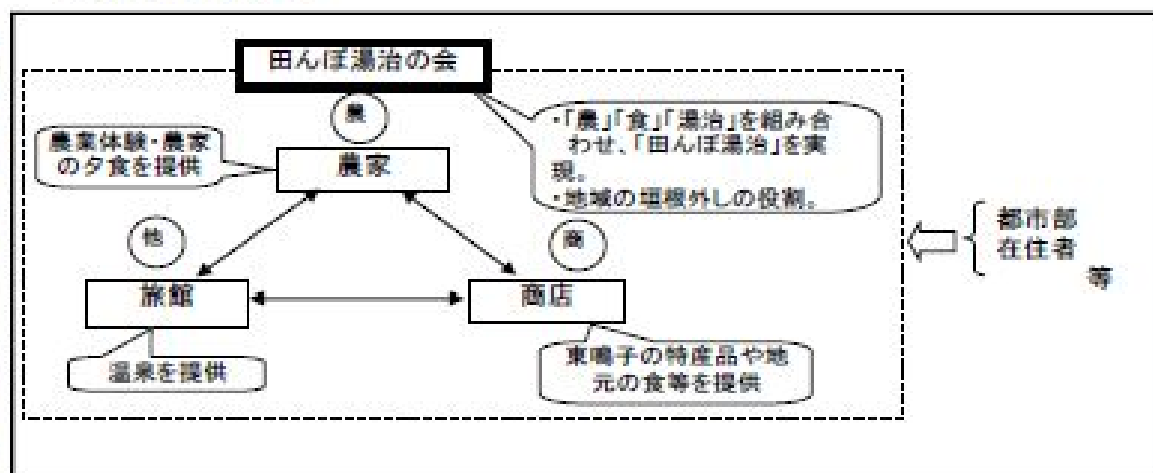 田んぼ湯治の会
農
農業体験・農家
の夕食を提供
農家
・「農」「食」「湯治」を組み合
わせ、「田んぼ湯治」を実
現。
・地域の垣根外しの役割。
都市部
在住者
等
他
旅館
温泉を提供
商
商店
東鳴子の特産品や地
元の食等を提供